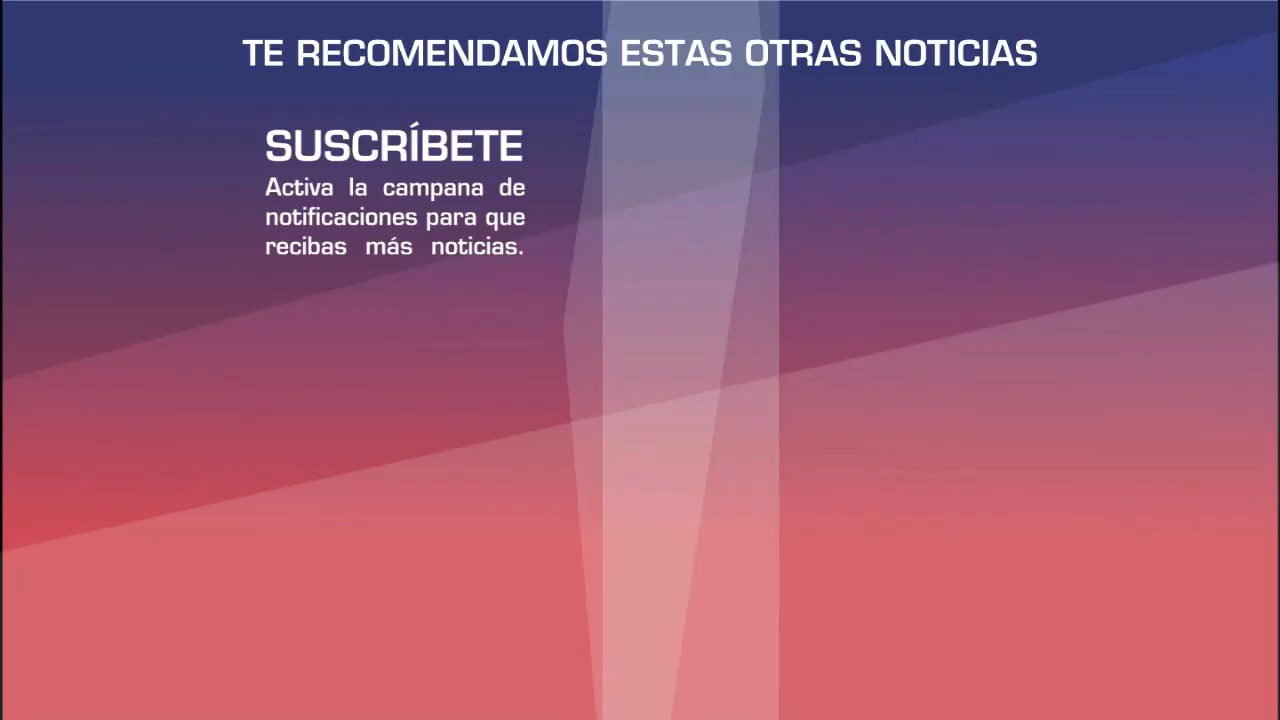 TE RECOMENDAMOS ESTAS OTRAS NOTICIAS
SUSCRÍBETE
Activa la campana de
notificaciones para que
recibas más noticias.